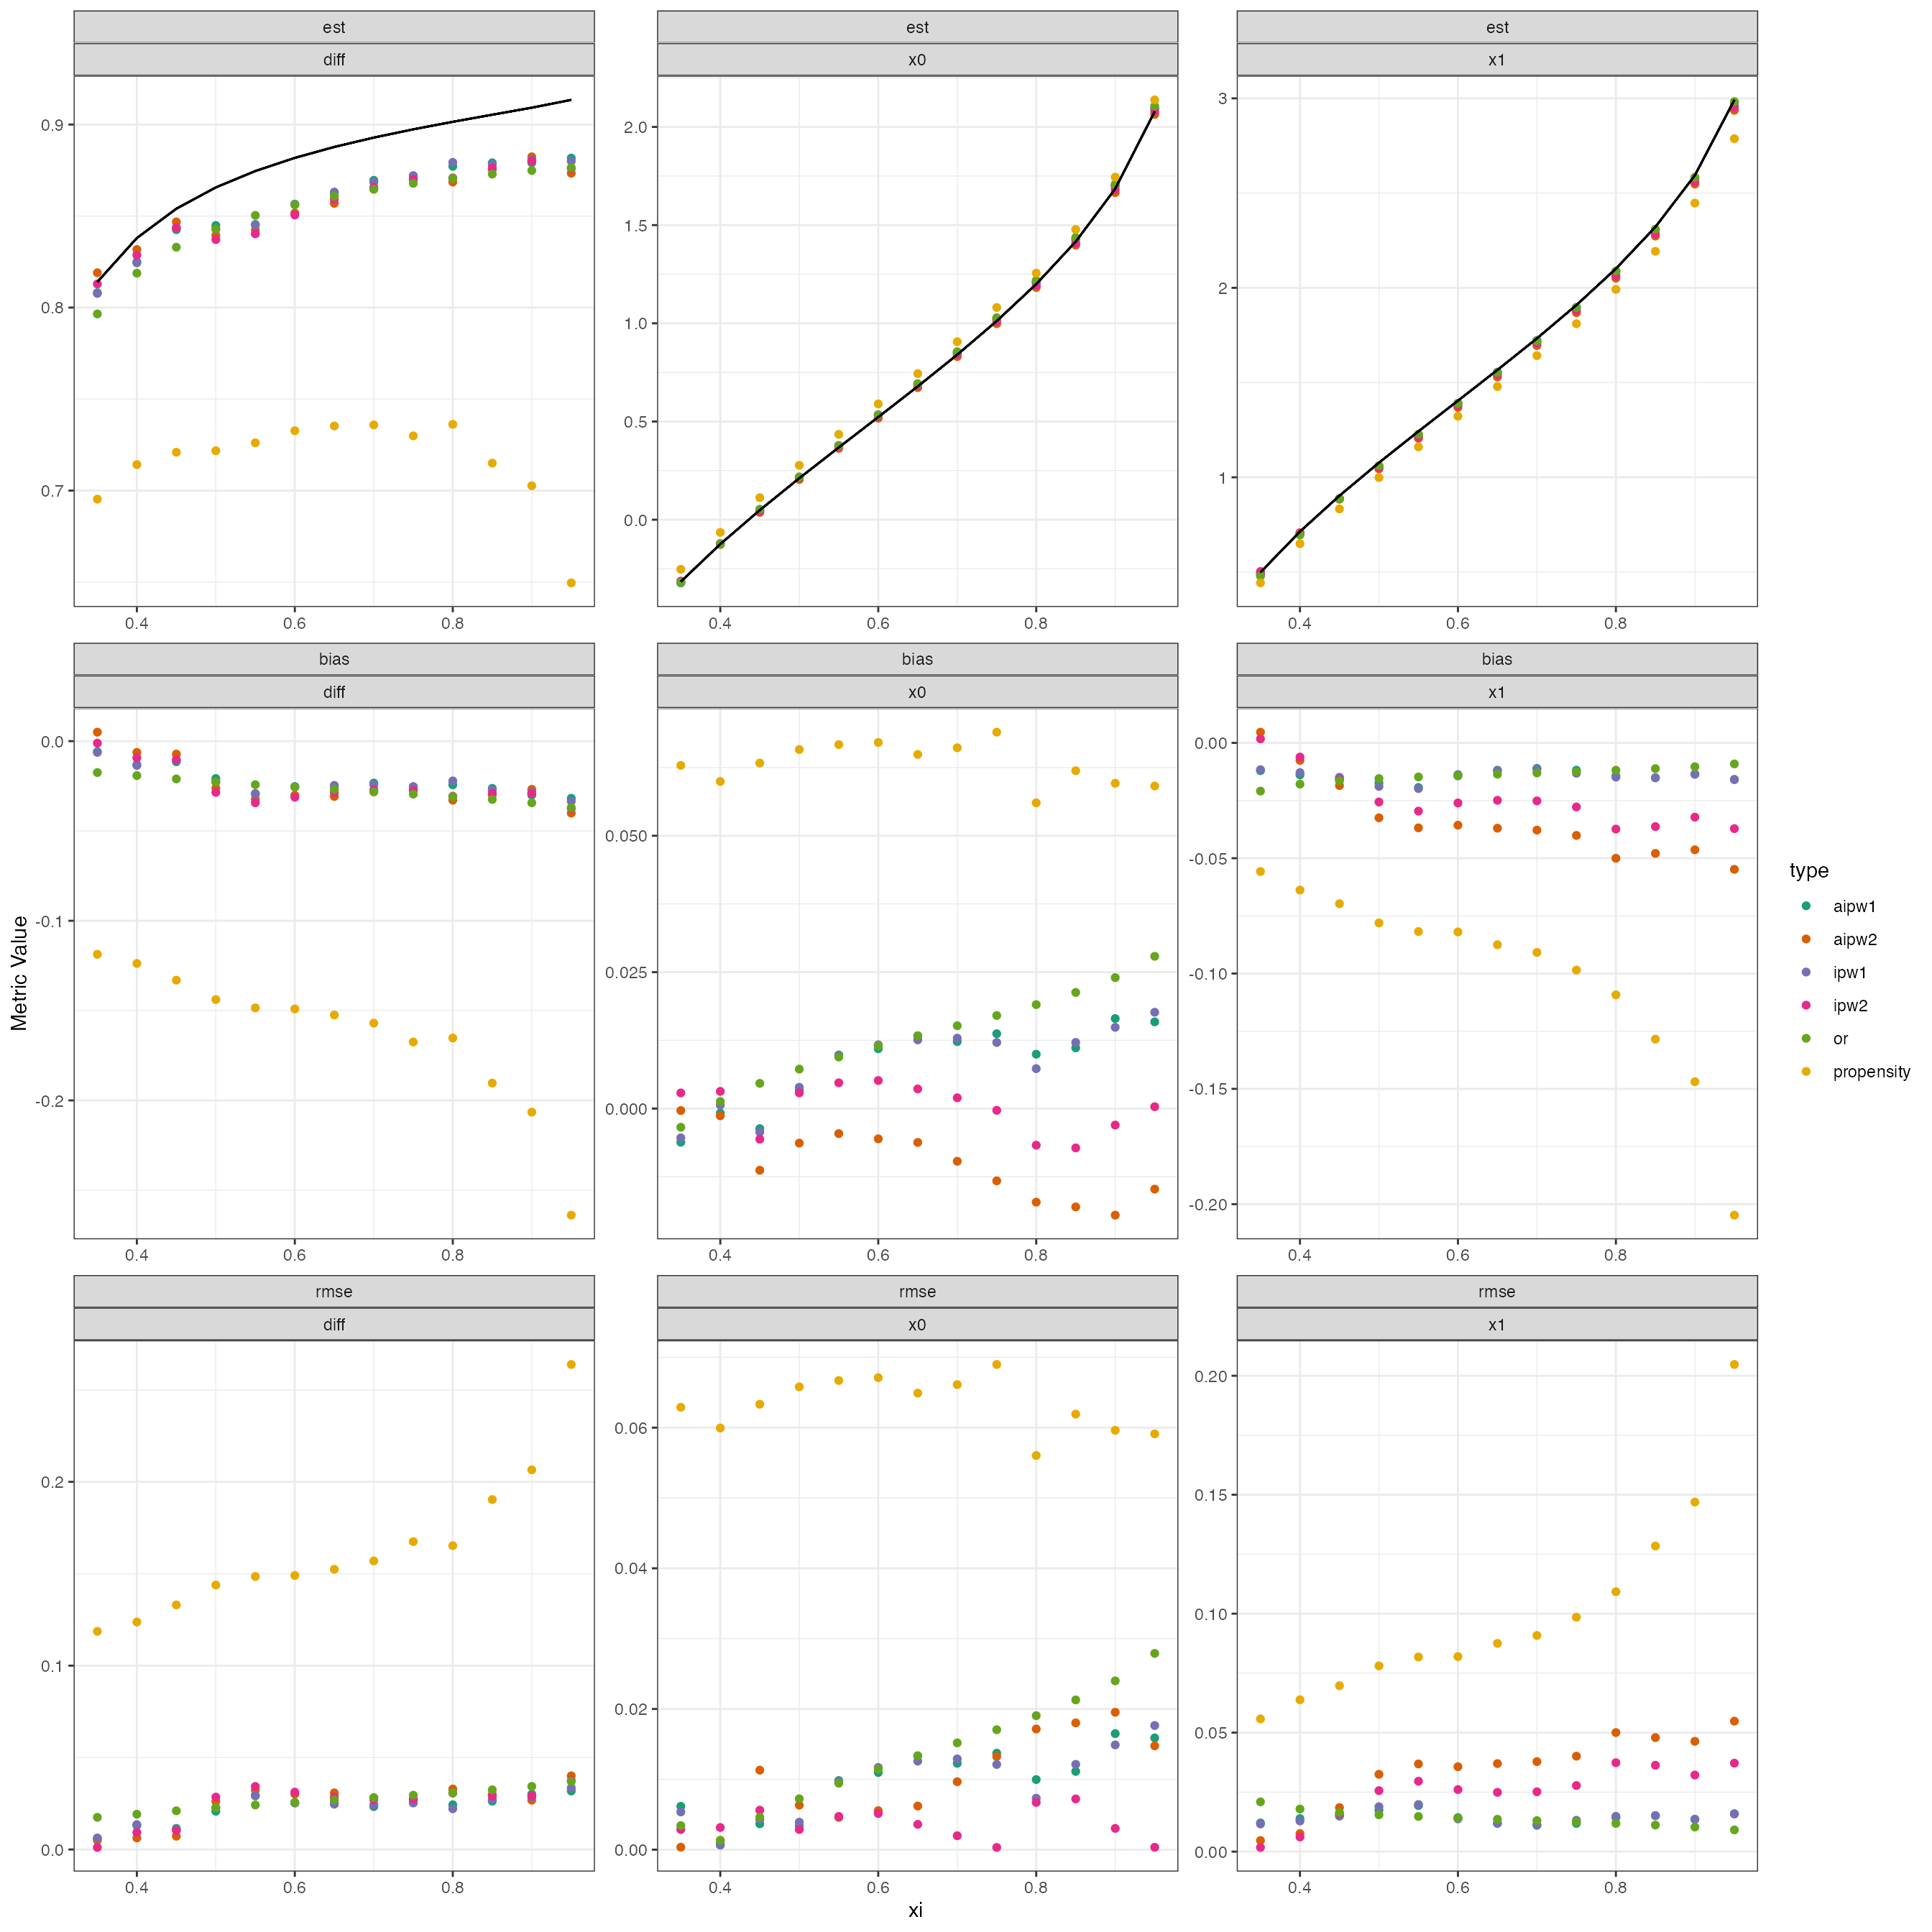 est
est
est
diff
x0
x1
0.9
0.8
0.7
2.0
1.5
1.0
0.5
0.0
3
2
1
0.4 0.6 0.8
0.4 0.6 0.8
0.4 0.6 0.8
bias
bias
bias
diff
x0
x1
0.0
-0.1
-0.2
0.050
0.025
0.000
0.00
-0.05
-0.10
-0.15
-0.20
0.4 0.6 0.8
0.4 0.6 0.8
0.4 0.6 0.8
rmse
rmse
rmse
diff
x0
x1
0.2
0.1
0.0
0.06
0.04
0.02
0.00
0.20
0.15
0.10
0.05
0.00
0.4 0.6 0.8
0.4 0.6 0.8
0.4 0.6 0.8
xi
Metric Value
type
aipw1
aipw2
ipw1
ipw2
or
propensity